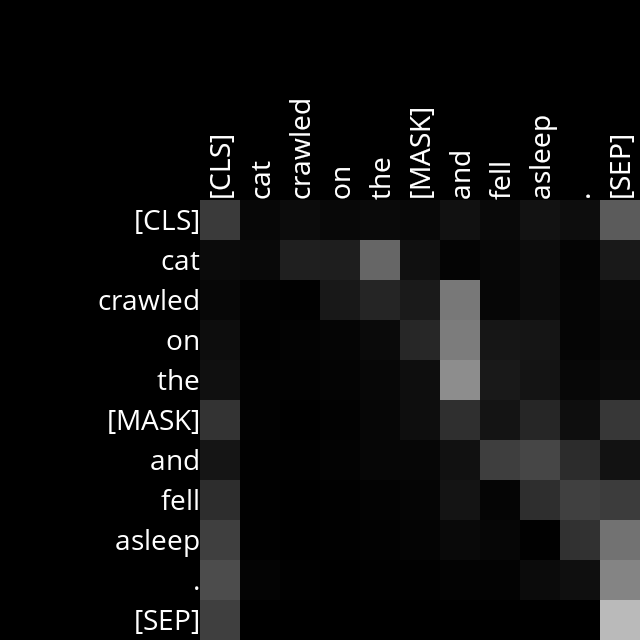 [CLS] cat crawled on the [MASK] and fell asleep . [SEP]
[CLS]
cat
crawled
on
the
[MASK]
and
fell
asleep
.
[SEP]